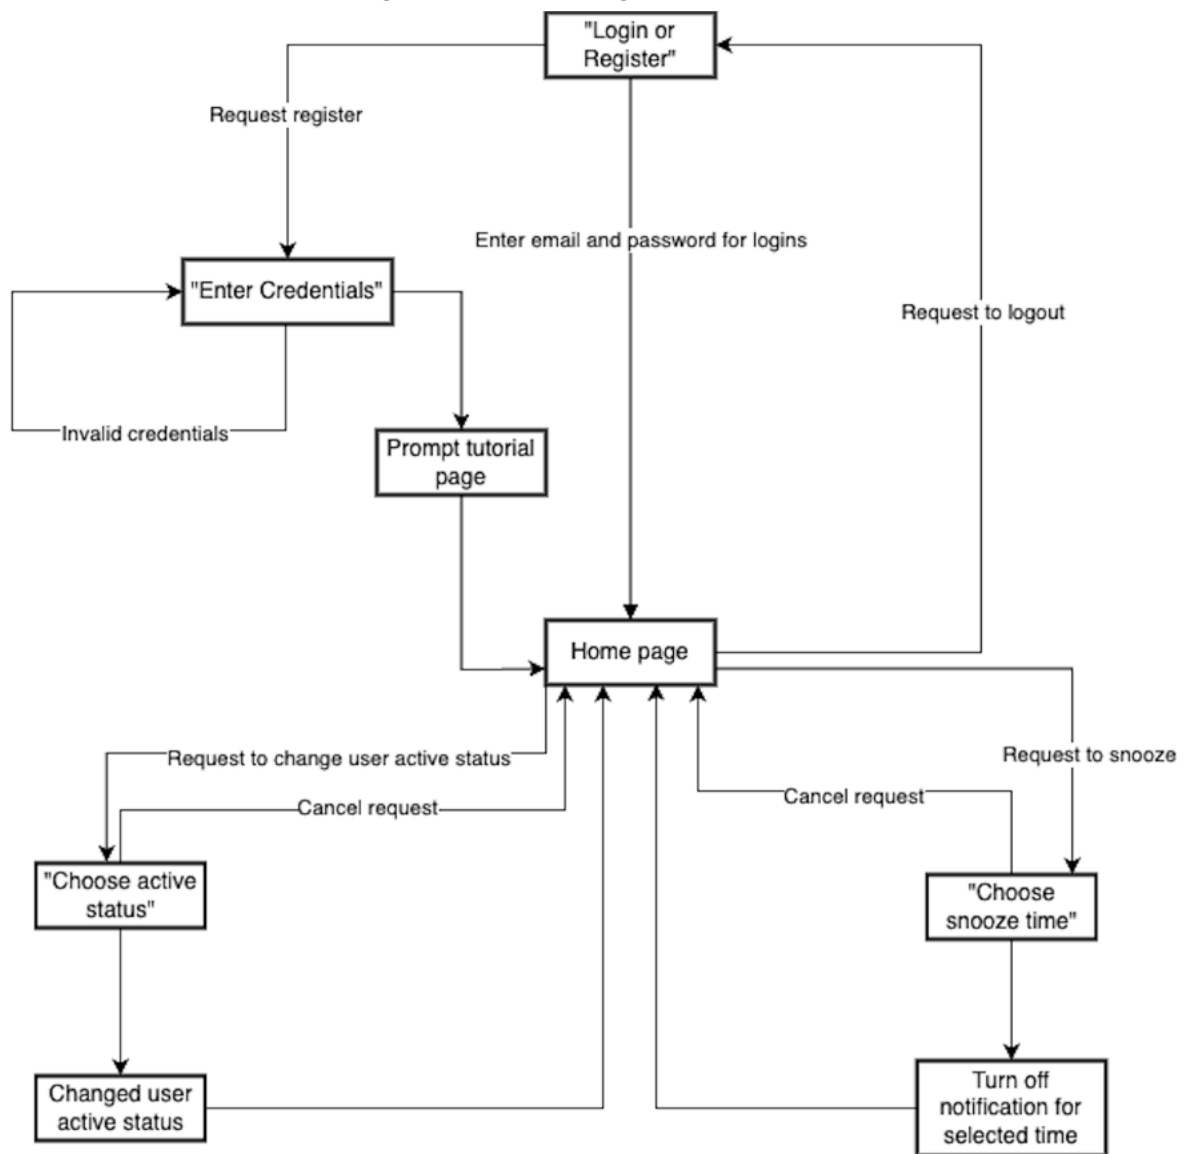 "Login or
Register"
Request register
Enter email and password for logins
"Enter Credentials"
Request to logout
Invalid credentials
Prompt tutorial
page
Home page
Request to change user active status
Request to snooze
Cancel request
Cancel request
"Choose active
status"
"Choose
snooze time"
Changed user
active status
Turn off
notification for
selected time